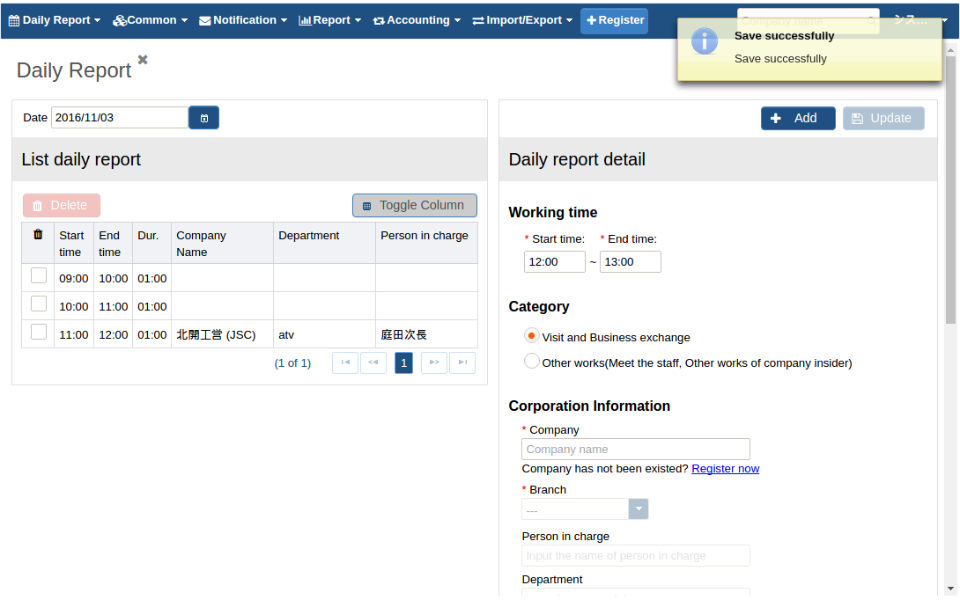 Daily Report Common Notification Report Accounting Import/Export Register Company name シス...
Save successfully
Save successfully
Daily Report
Date 2016/11/03
Add Update
List daily report
Daily report detail
Delete Toggle Column
Start time End time Dur. Company Name Department Person in charge
09:00 10:00 01:00
10:00 11:00 01:00
11:00 12:00 01:00 北開工営 (JSC) atv 庭田次長
(1 of 1) 1
Working time
* Start time: * End time:
12:00 ~ 13:00
Category
Visit and Business exchange
Other works(Meet the staff, Other works of company insider)
Corporation Information
* Company
Company name
Company has not been existed? Register now
* Branch
---
Person in charge
Input the name of person in charge
Department